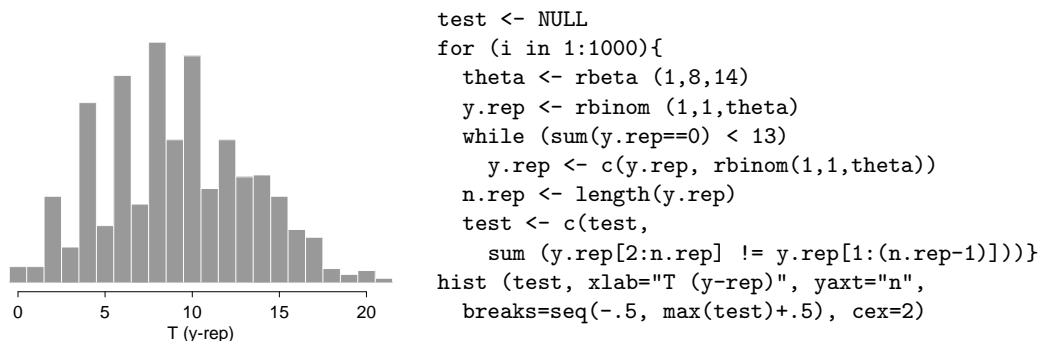 0 5 10 15 20
T (y-rep)
test <- NULL
for (i in 1:1000){
  theta <- rbeta (1,8,14)
  y.rep <- rbinom (1,1,theta)
  while (sum(y.rep==0) < 13)
    y.rep <- c(y.rep, rbinom(1,1,theta))
  n.rep <- length(y.rep)
  test <- c(test,
    sum (y.rep[2:n.rep] != y.rep[1:(n.rep-1)]))}
hist (test, xlab="T (y-rep)", yaxt="n",
  breaks=seq(-.5, max(test)+.5), cex=2)